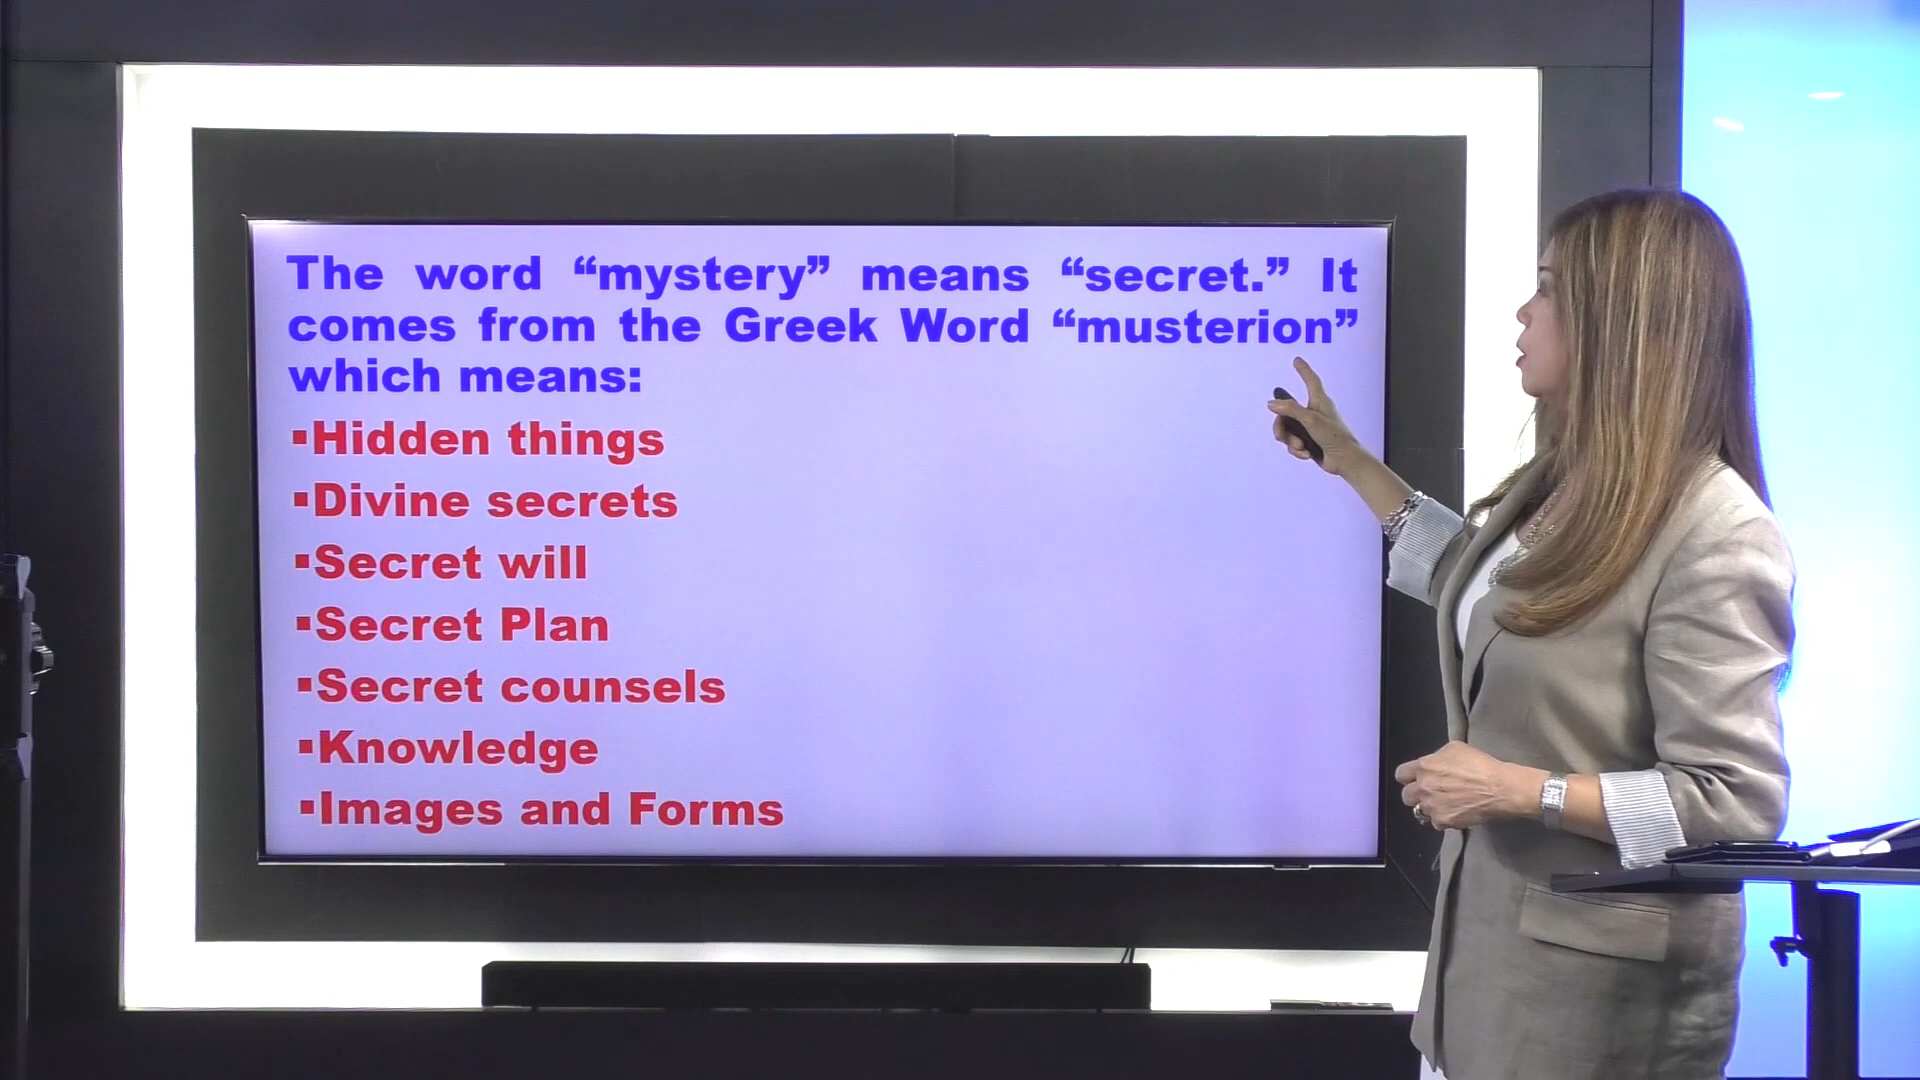 The word “mystery” means “secret.” It
comes from the Greek Word “musterion”
which means:
▪Hidden things
▪Divine secrets
▪Secret will
▪Secret Plan
▪Secret counsels
▪Knowledge
▪Images and Forms